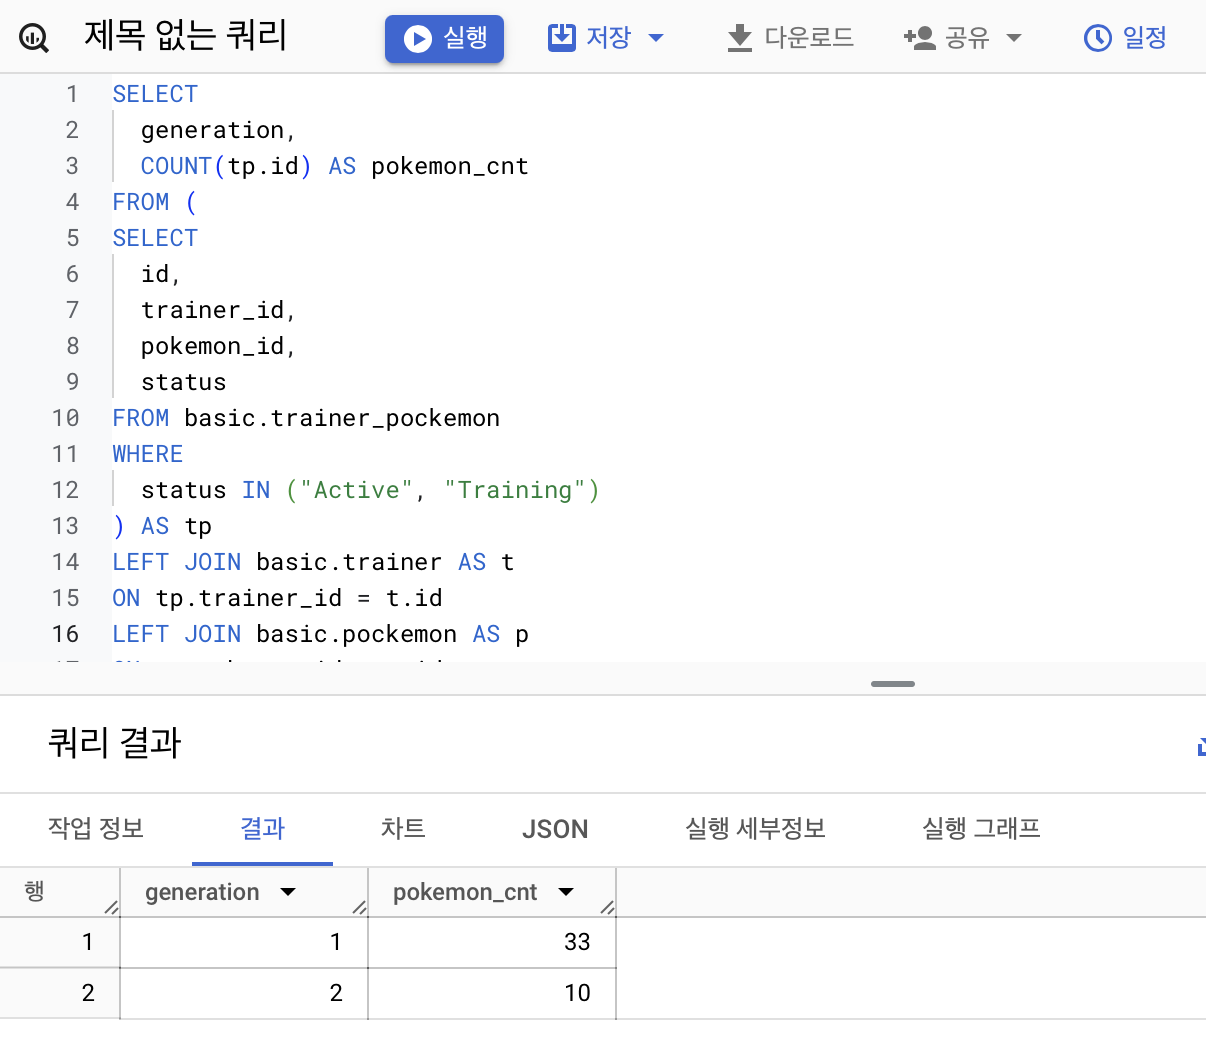 제목 없는 쿼리 실행 저장 다운로드 공유 일정
1 SELECT
2 generation,
3 COUNT(tp.id) AS pokemon_cnt
4 FROM (
5 SELECT
6 id,
7 trainer_id,
8 pokemon_id,
9 status
10 FROM basic.trainer_pockemon
11 WHERE
12 status IN ("Active", "Training")
13 ) AS tp
14 LEFT JOIN basic.trainer AS t
15 ON tp.trainer_id = t.id
16 LEFT JOIN basic.pockemon AS p
쿼리 결과
작업 정보 결과 차트 JSON 실행 세부정보 실행 그래프
행 generation pokemon_cnt
1 1 33
2 2 10